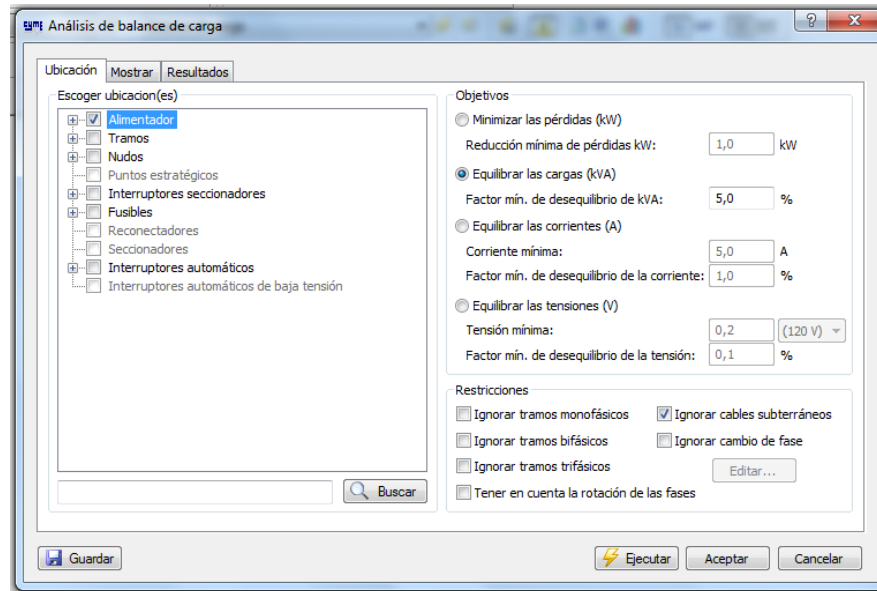 CYME Análisis de balance de carga
Ubicación Mostrar Resultados
Escoger ubicacion(es)
Alimentador
Tramos
Nudos
Puntos estratégicos
Interruptores seccionadores
Fusibles
Reconectadores
Seccionadores
Interruptores automáticos
Interruptores automáticos de baja tensión
Buscar
Objetivos
Minimizar las pérdidas (kW)
Reducción mínima de pérdidas kW: 1,0 kW
Equilibrar las cargas (kVA)
Factor mín. de desequilibrio de kVA: 5,0 %
Equilibrar las corrientes (A)
Corriente mínima: 5,0 A
Factor mín. de desequilibrio de la corriente: 1,0 %
Equilibrar las tensiones (V)
Tensión mínima: 0,2 (120 V)
Factor mín. de desequilibrio de la tensión: 0,1 %
Restricciones
Ignorar tramos monofásicos Ignorar cables subterráneos
Ignorar tramos bifásicos Ignorar cambio de fase
Ignorar tramos trifásicos Editar...
Tener en cuenta la rotación de las fases
Guardar Ejecutar Aceptar Cancelar